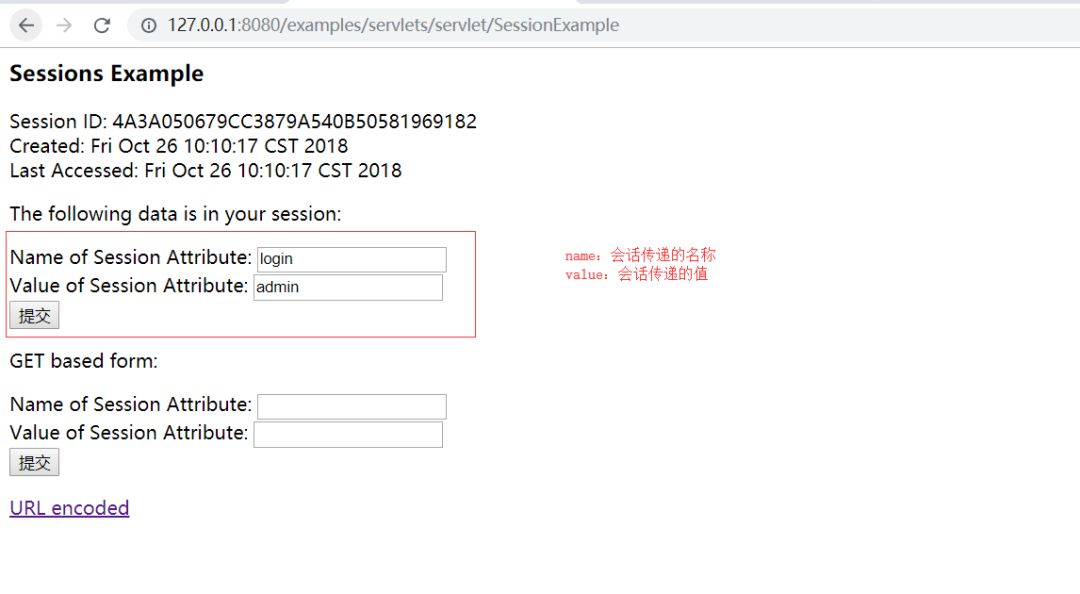 127.0.0.1:8080/examples/servlets/servlet/SessionExample
Sessions Example
Session ID: 4A3A050679CC3879A540B50581969182
Created: Fri Oct 26 10:10:17 CST 2018
Last Accessed: Fri Oct 26 10:10:17 CST 2018
The following data is in your session:
Name of Session Attribute: login
Value of Session Attribute: admin
提交
name：会话传递的名称
value：会话传递的值
GET based form:
Name of Session Attribute:
Value of Session Attribute:
提交
URL encoded